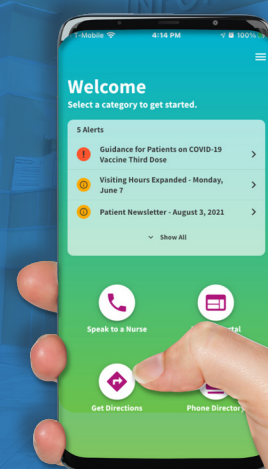 T-Mobile 4:14 PM 100%
Welcome
Select a category to get started.
5 Alerts
Guidance for Patients on COVID-19
Vaccine Third Dose
Visiting Hours Expanded - Monday,
June 7
Patient Newsletter - August 3, 2021
Show All
Speak to a Nurse
Get Directions Phone Directory